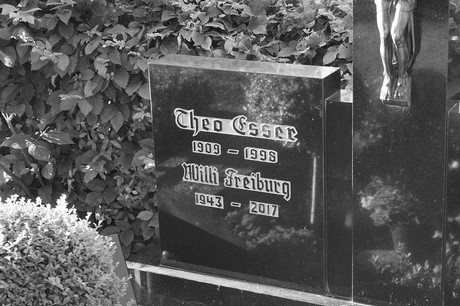 Theo Esser
1909 - 1998
Willi Freiburg
1943 - 2017